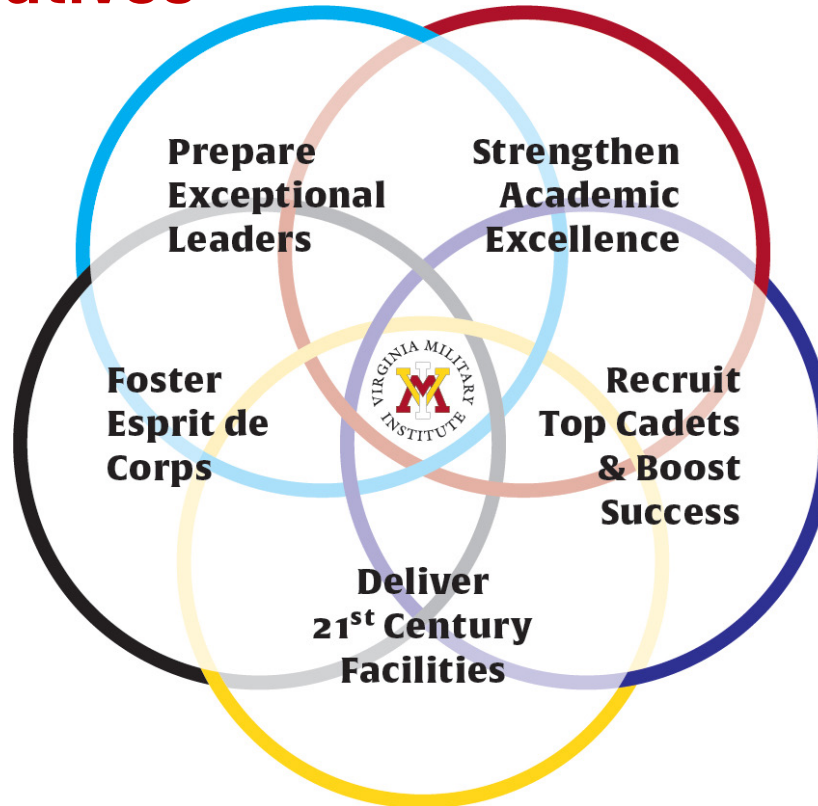 Prepare
Exceptional
Leaders
Strengthen
Academic
Excellence
VIRGINIA MILITARY
INSTITUTE
VMI
Foster
Esprit de
Corps
Recruit
Top Cadets
& Boost
Success
Deliver
21st Century
Facilities